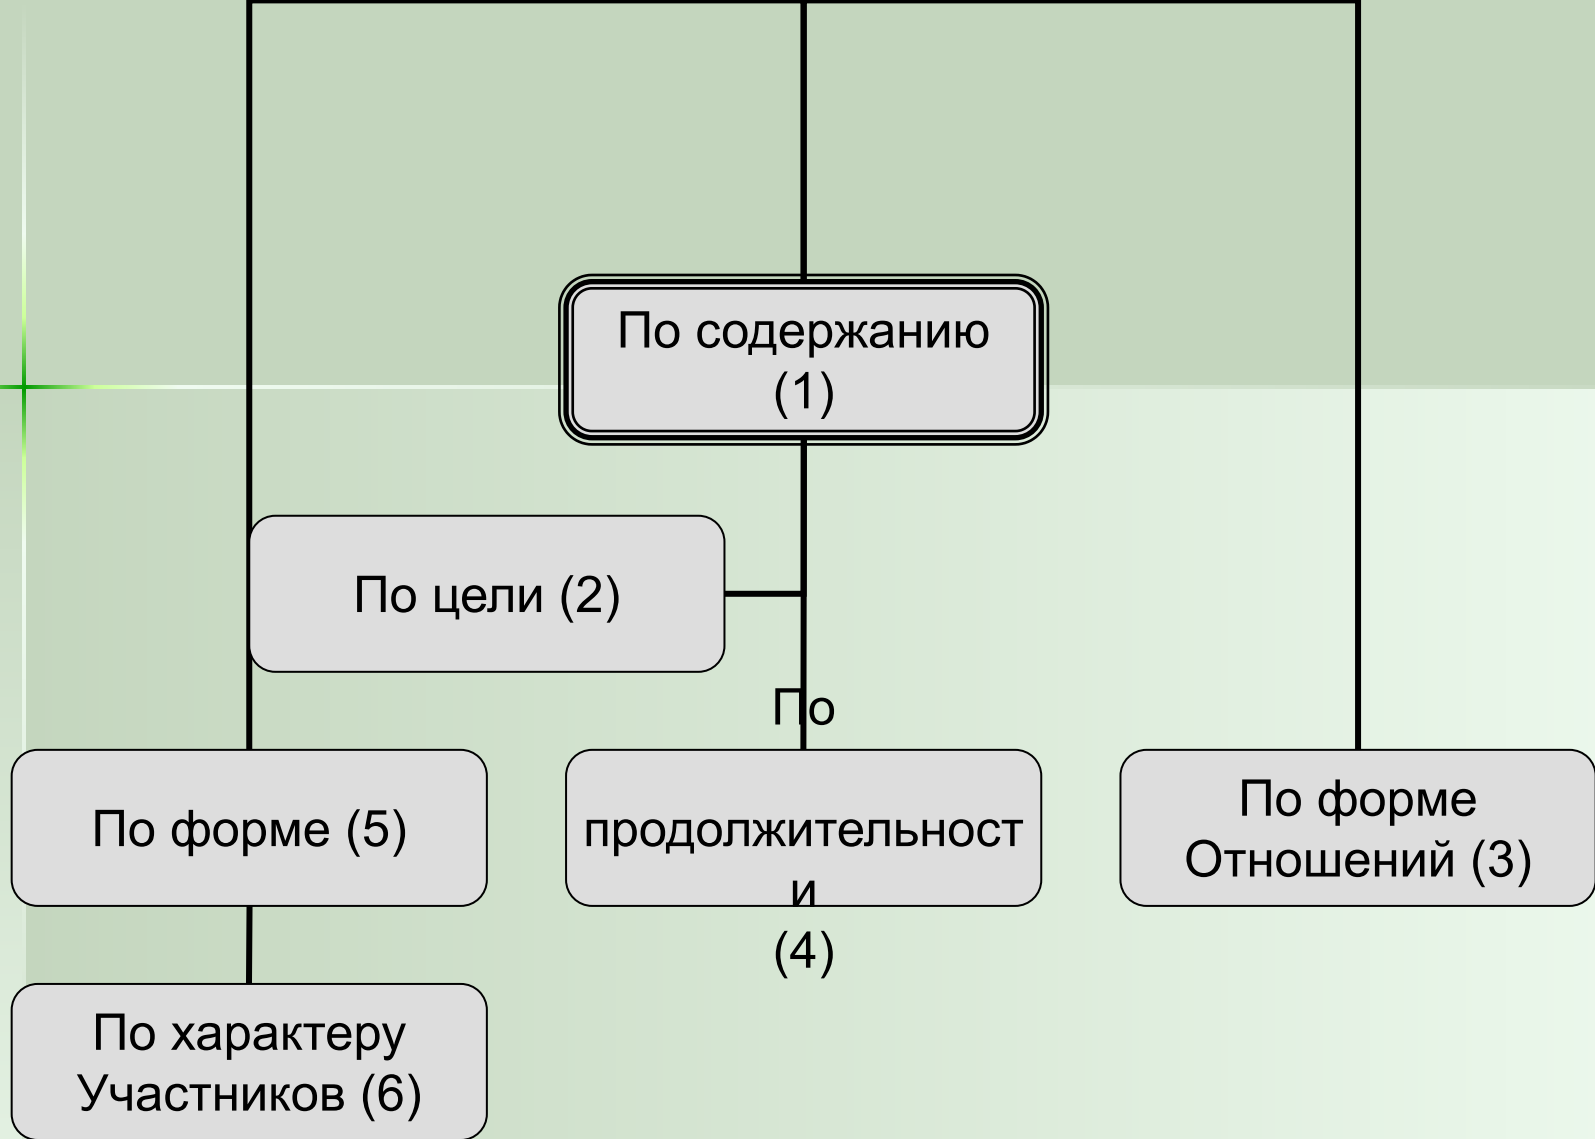 По содержанию
(1)
По цели (2)
По форме (5)
По
продолжительност
и
(4)
По форме
Отношений (3)
По характеру
Участников (6)